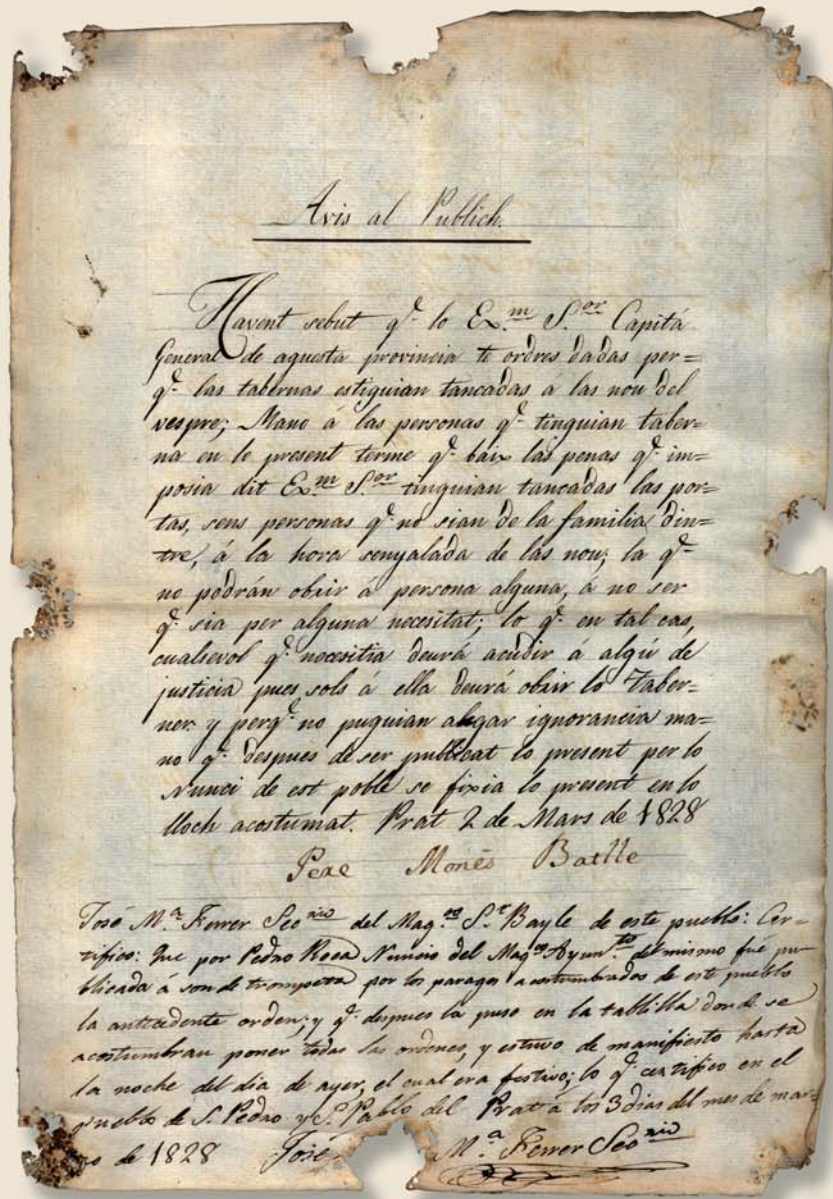 Avis al Publich.
Havent sebut q.e lo Ex.m S.or Capitá
General de aquesta provincia te ordres dadas per=
q.e las tabernas estiguian tancadas á las nou del
vespre; Mano á las personas q.e tinguian taber=
na en lo present terme q.e baix las penas q.e im=
posia dit Ex.m S.or tinguian tancadas las por=
tas, sens personas q.e no sian de la familia din=
tre, á la hora senyalada de las nou; la q.e
no podrán obrir á persona alguna, á no ser
q.e sia per alguna necesitat; lo q.e en tal cas,
cualsevol q.e necesitia deurá acudir á algú de
justicia pues sols á ella deurá obrir lo Taber=
ner. y perq.e no puguian alegar ignorancia ma=
no q.e despues de ser publicat lo present per lo
Nunci de est poble se fixia lo present en lo
lloch acostumat. Prat 2 de Mars de 1828
Pere Monés Batlle
José M.a Ferrer Sec.rio del Mag.co S.r Bayle de este pueblo: Cer=
tifico: Que por Pedro Roca Nuncio del Mag.co Ayun.to del mismo fue pu
blicada á son de trompeta por los parages acostumbrados de este pueblo
la antecedente orden; y q.e despues la puso en la tablilla donde se
acostumbran poner todas las ordenes, y estuvo de manifiesto hasta
la noche del dia de ayer, el cual era festivo; lo q.e certifico en el
pueblo de S. Pedro y S. Pablo del Prat a los 3 dias del mes de mar=
zo de 1828 José M.a Ferrer Sec.rio